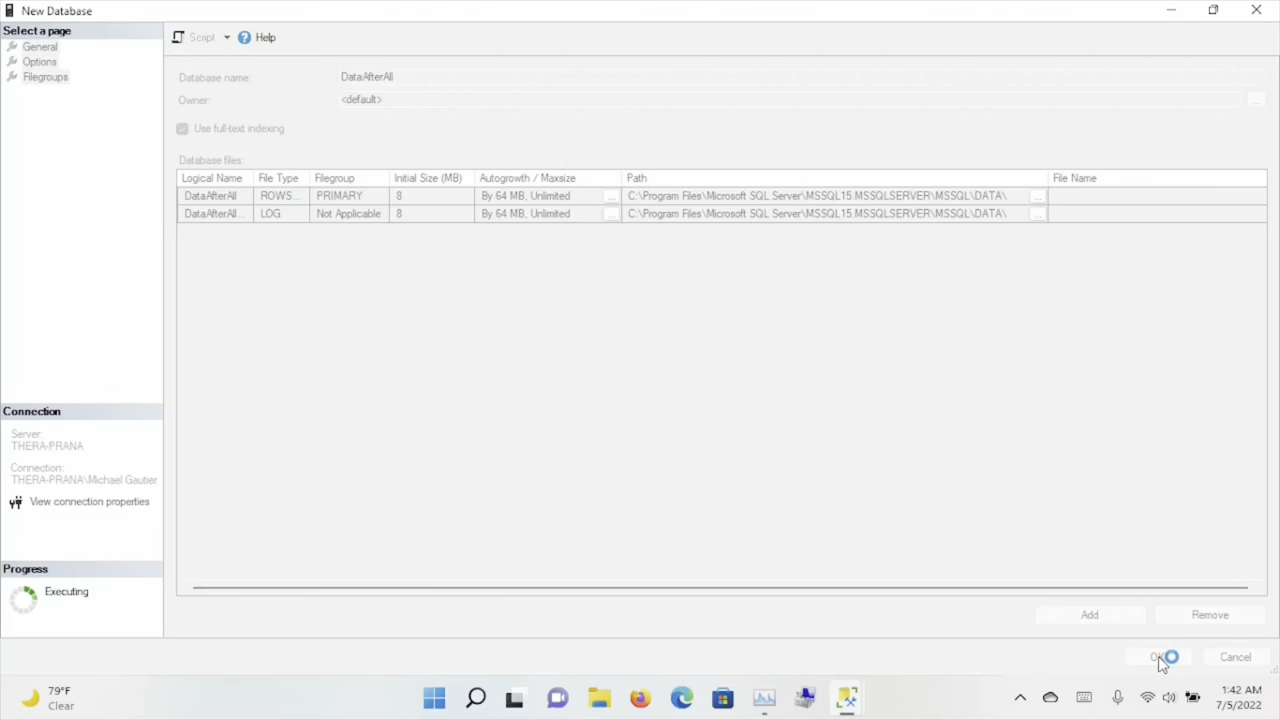 New Database
Select a page
General
Options
Filegroups
Script
Help
Database name:
DataAfterAll
Owner:
<default>
...
Use full-text indexing
Database files:
Logical Name File Type Filegroup Initial Size (MB) Autogrowth / Maxsize Path File Name
DataAfterAll ROWS... PRIMARY 8 By 64 MB, Unlimited ... C:\Program Files\Microsoft SQL Server\MSSQL15.MSSQLSERVER\MSSQL\DATA\ ...
DataAfterAll... LOG Not Applicable 8 By 64 MB, Unlimited ... C:\Program Files\Microsoft SQL Server\MSSQL15.MSSQLSERVER\MSSQL\DATA\ ...
Connection
Server:
THERA-PRANA
Connection:
THERA-PRANA\Michael Gautier
View connection properties
Progress
Executing
Add
Remove
OK
Cancel
79°F
Clear
1:42 AM
7/5/2022